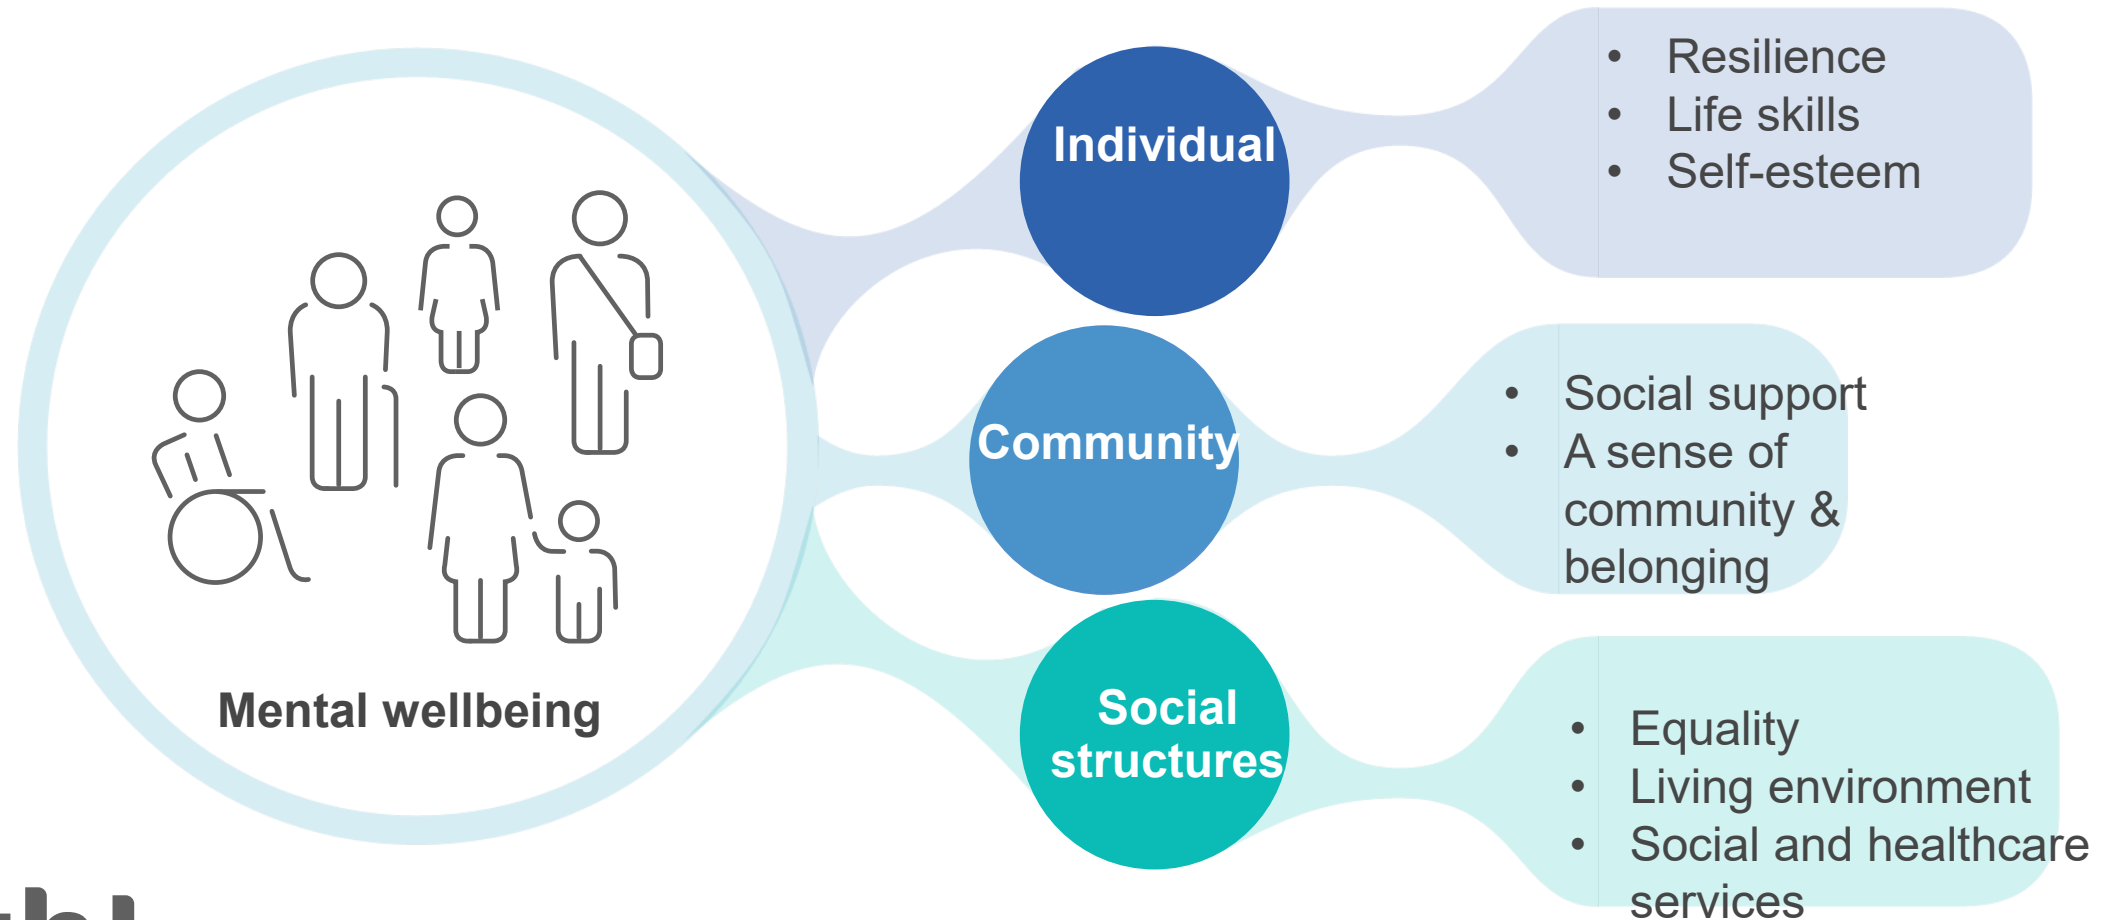 Mental wellbeing
Individual
• Resilience
• Life skills
• Self-esteem
Community
• Social support
• A sense of
community &
belonging
Social
structures
• Equality
• Living environment
• Social and healthcare
services